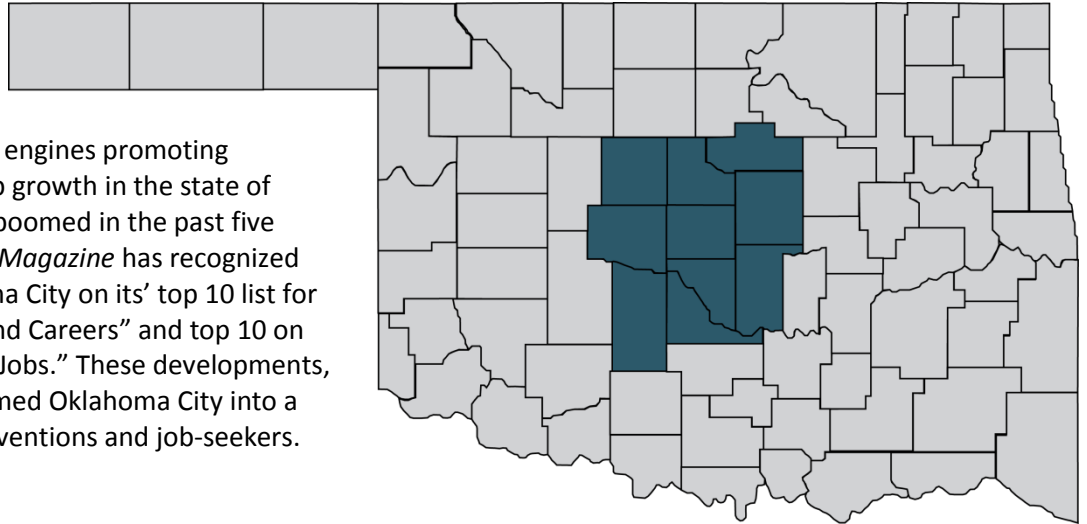 engines promoting
growth in the state of
boomed in the past five
Magazine has recognized
City on its’ top 10 list for
nd Careers” and top 10 on
Jobs.” These developments,
med Oklahoma City into a
ventions and job-seekers.